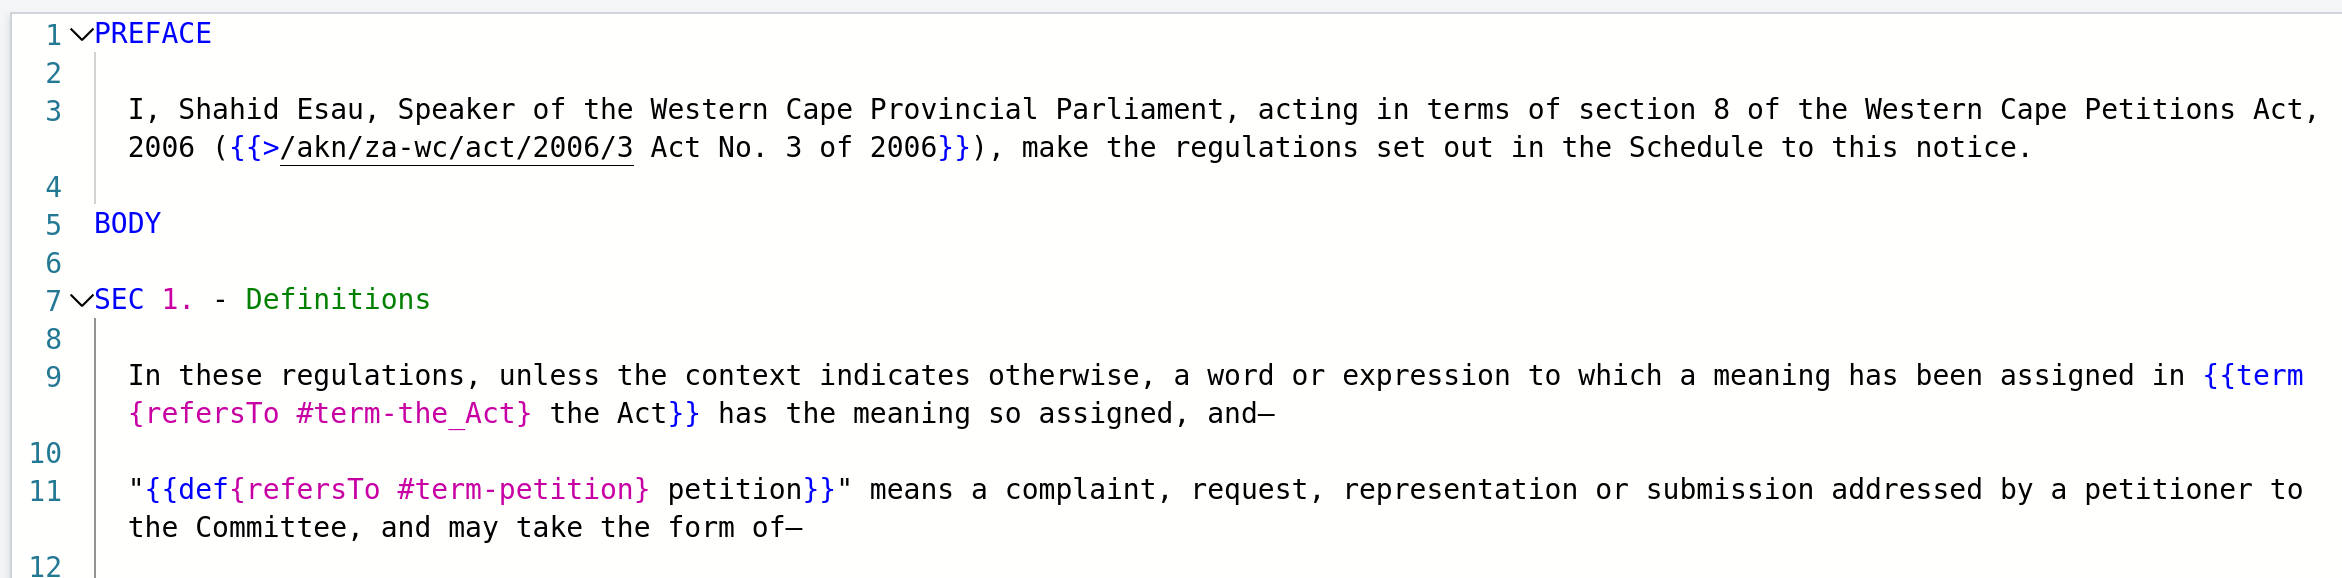 1 PREFACE
2
3 I, Shahid Esau, Speaker of the Western Cape Provincial Parliament, acting in terms of section 8 of the Western Cape Petitions Act,
2006 ({{>/akn/za-wc/act/2006/3 Act No. 3 of 2006}}), make the regulations set out in the Schedule to this notice.
4
5 BODY
6
7 SEC 1. - Definitions
8
9 In these regulations, unless the context indicates otherwise, a word or expression to which a meaning has been assigned in {{term
{refersTo #term-the_Act} the Act}} has the meaning so assigned, and—
10
11 "{{def{refersTo #term-petition} petition}}" means a complaint, request, representation or submission addressed by a petitioner to
the Committee, and may take the form of—
12